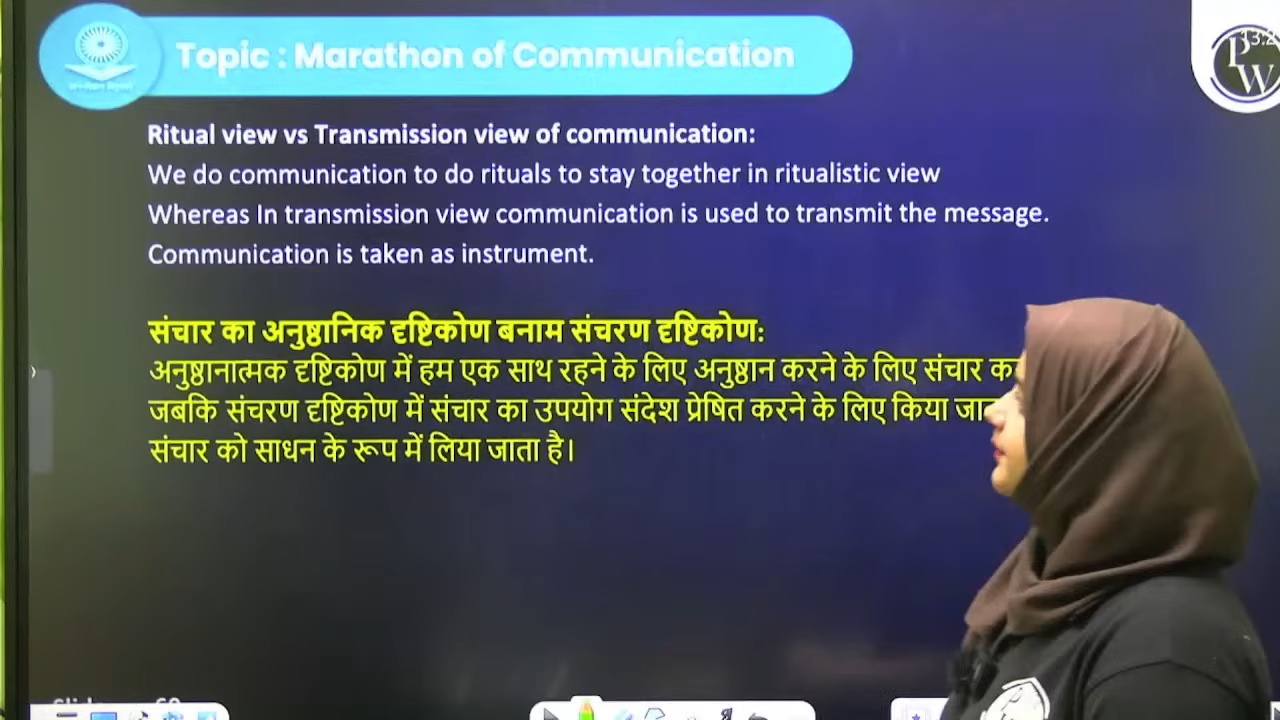 Topic : Marathon of Communication
PW
Ritual view vs Transmission view of communication:
We do communication to do rituals to stay together in ritualistic view
Whereas In transmission view communication is used to transmit the message.
Communication is taken as instrument.
संचार का अनुष्ठानिक दृष्टिकोण बनाम संचरण दृष्टिकोण:
अनुष्ठानात्मक दृष्टिकोण में हम एक साथ रहने के लिए अनुष्ठान करने के लिए संचार
जबकि संचरण दृष्टिकोण में संचार का उपयोग संदेश प्रेषित करने के लिए किया
संचार को साधन के रूप में लिया जाता है।